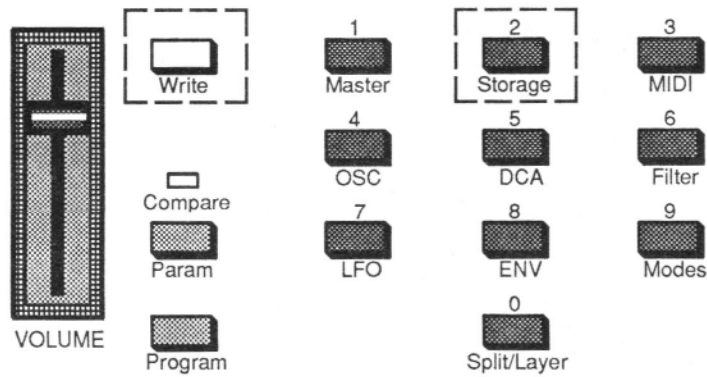 1 2 3
Write Master Storage MIDI
4 5 6
OSC DCA Filter
Compare
7 8 9
Param LFO ENV Modes
0
VOLUME
Program Split/Layer